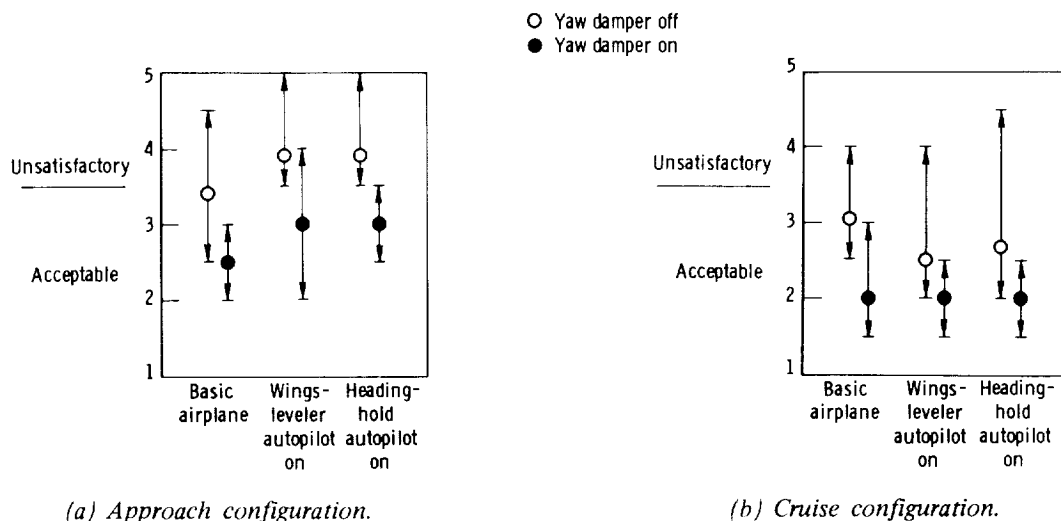 Yaw damper off
Yaw damper on
5
4
3
2
1
Unsatisfactory
Acceptable
Basic
airplane
Wings-
leveler
autopilot
on
Heading-
hold
autopilot
on
(a) Approach configuration.
5
4
3
2
1
Unsatisfactory
Acceptable
Basic
airplane
Wings-
leveler
autopilot
on
Heading-
hold
autopilot
on
(b) Cruise configuration.